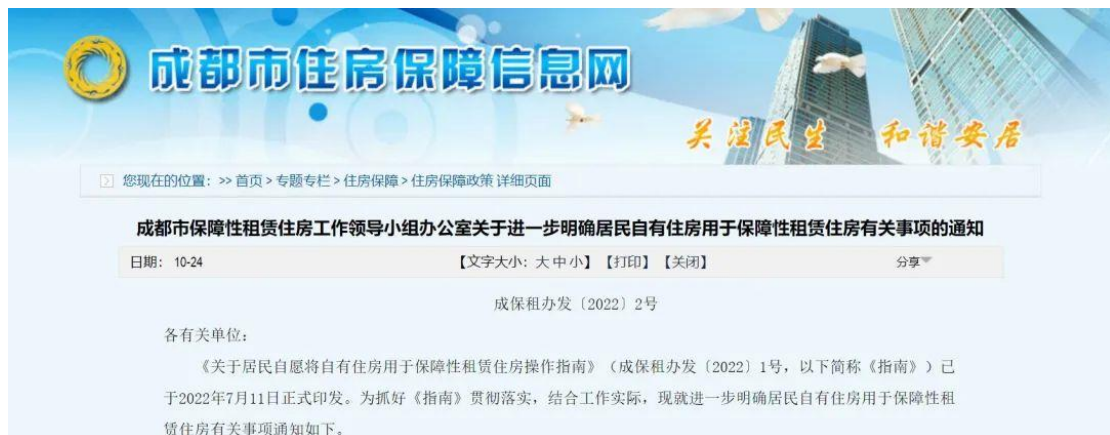 成都市住房保障信息网
关注民生 和谐安居
您现在的位置: >> 首页 > 专题专栏 > 住房保障 > 住房保障政策 详细页面
成都市保障性租赁住房工作领导小组办公室关于进一步明确居民自有住房用于保障性租赁住房有关事项的通知
日期: 10-24 【文字大小: 大 中 小】 【打印】 【关闭】 分享
成保租办发〔2022〕2号
各有关单位:
《关于居民自愿将自有住房用于保障性租赁住房操作指南》(成保租办发〔2022〕1号, 以下简称《指南》)已
于2022年7月11日正式印发。为抓好《指南》贯彻落实, 结合工作实际, 现就进一步明确居民自有住房用于保障性租
赁住房有关事项通知如下。